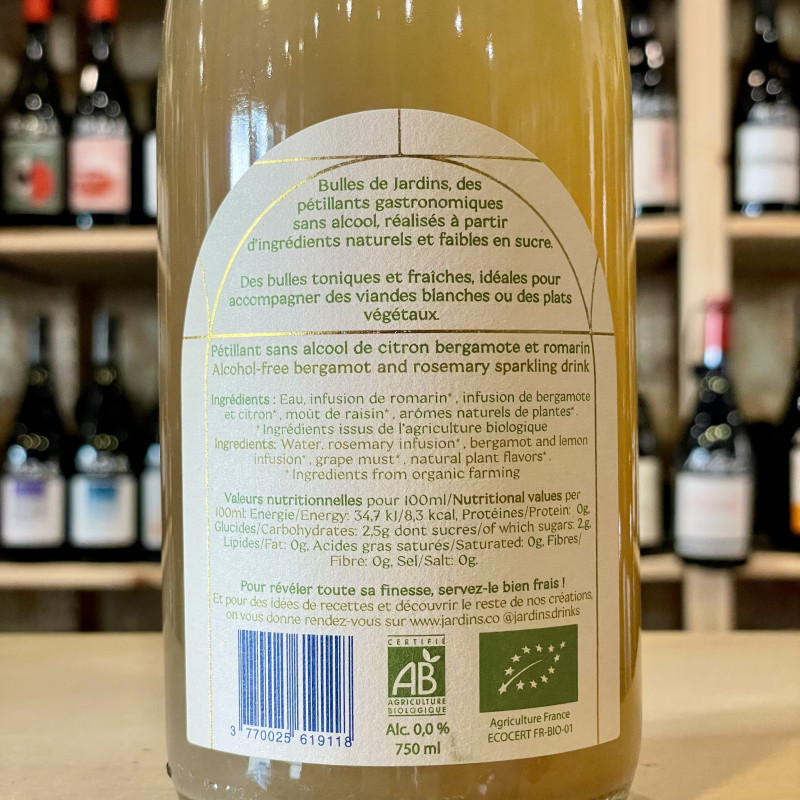 Bulles de Jardins, des
pétillants gastronomiques
sans alcool, réalisés à partir
d'ingrédients naturels et faibles en sucre.
Des bulles toniques et fraîches, idéales pour
accompagner des viandes blanches ou des plats
végétaux.
Pétillant sans alcool de citron bergamote et romarin
Alcohol-free bergamot and rosemary sparkling drink
Ingrédients : Eau, infusion de romarin*, infusion de bergamote
et citron*, moût de raisin*, arômes naturels de plantes*.
*Ingrédients issus de l'agriculture biologique
Ingredients: Water, rosemary infusion*, bergamot and lemon
infusion*, grape must*, natural plant flavors*.
*Ingredients from organic farming
Valeurs nutritionnelles pour 100ml/Nutritional values per
100ml Energie/Energy: 34,7 kJ/8,3 kcal, Protéines/Protein: 0g,
Glucides/Carbohydrates: 2,5g dont sucres/of which sugars: 2g,
Lipides/Fat: 0g, Acides gras saturés/Saturated: 0g, Fibres/
Fibre: 0g, Sel/Salt: 0g.
Pour révéler toute sa finesse, servez-le bien frais !
Et pour des idées de recettes et découvrir le reste de nos créations,
on vous donne rendez-vous sur www.jardins.co @jardins.drinks
CERTIFIÉ
AB
AGRICULTURE
BIOLOGIQUE
Alc. 0,0 %
750 ml
Agriculture France
ECOCERT FR-BIO-01
3 770025 619118